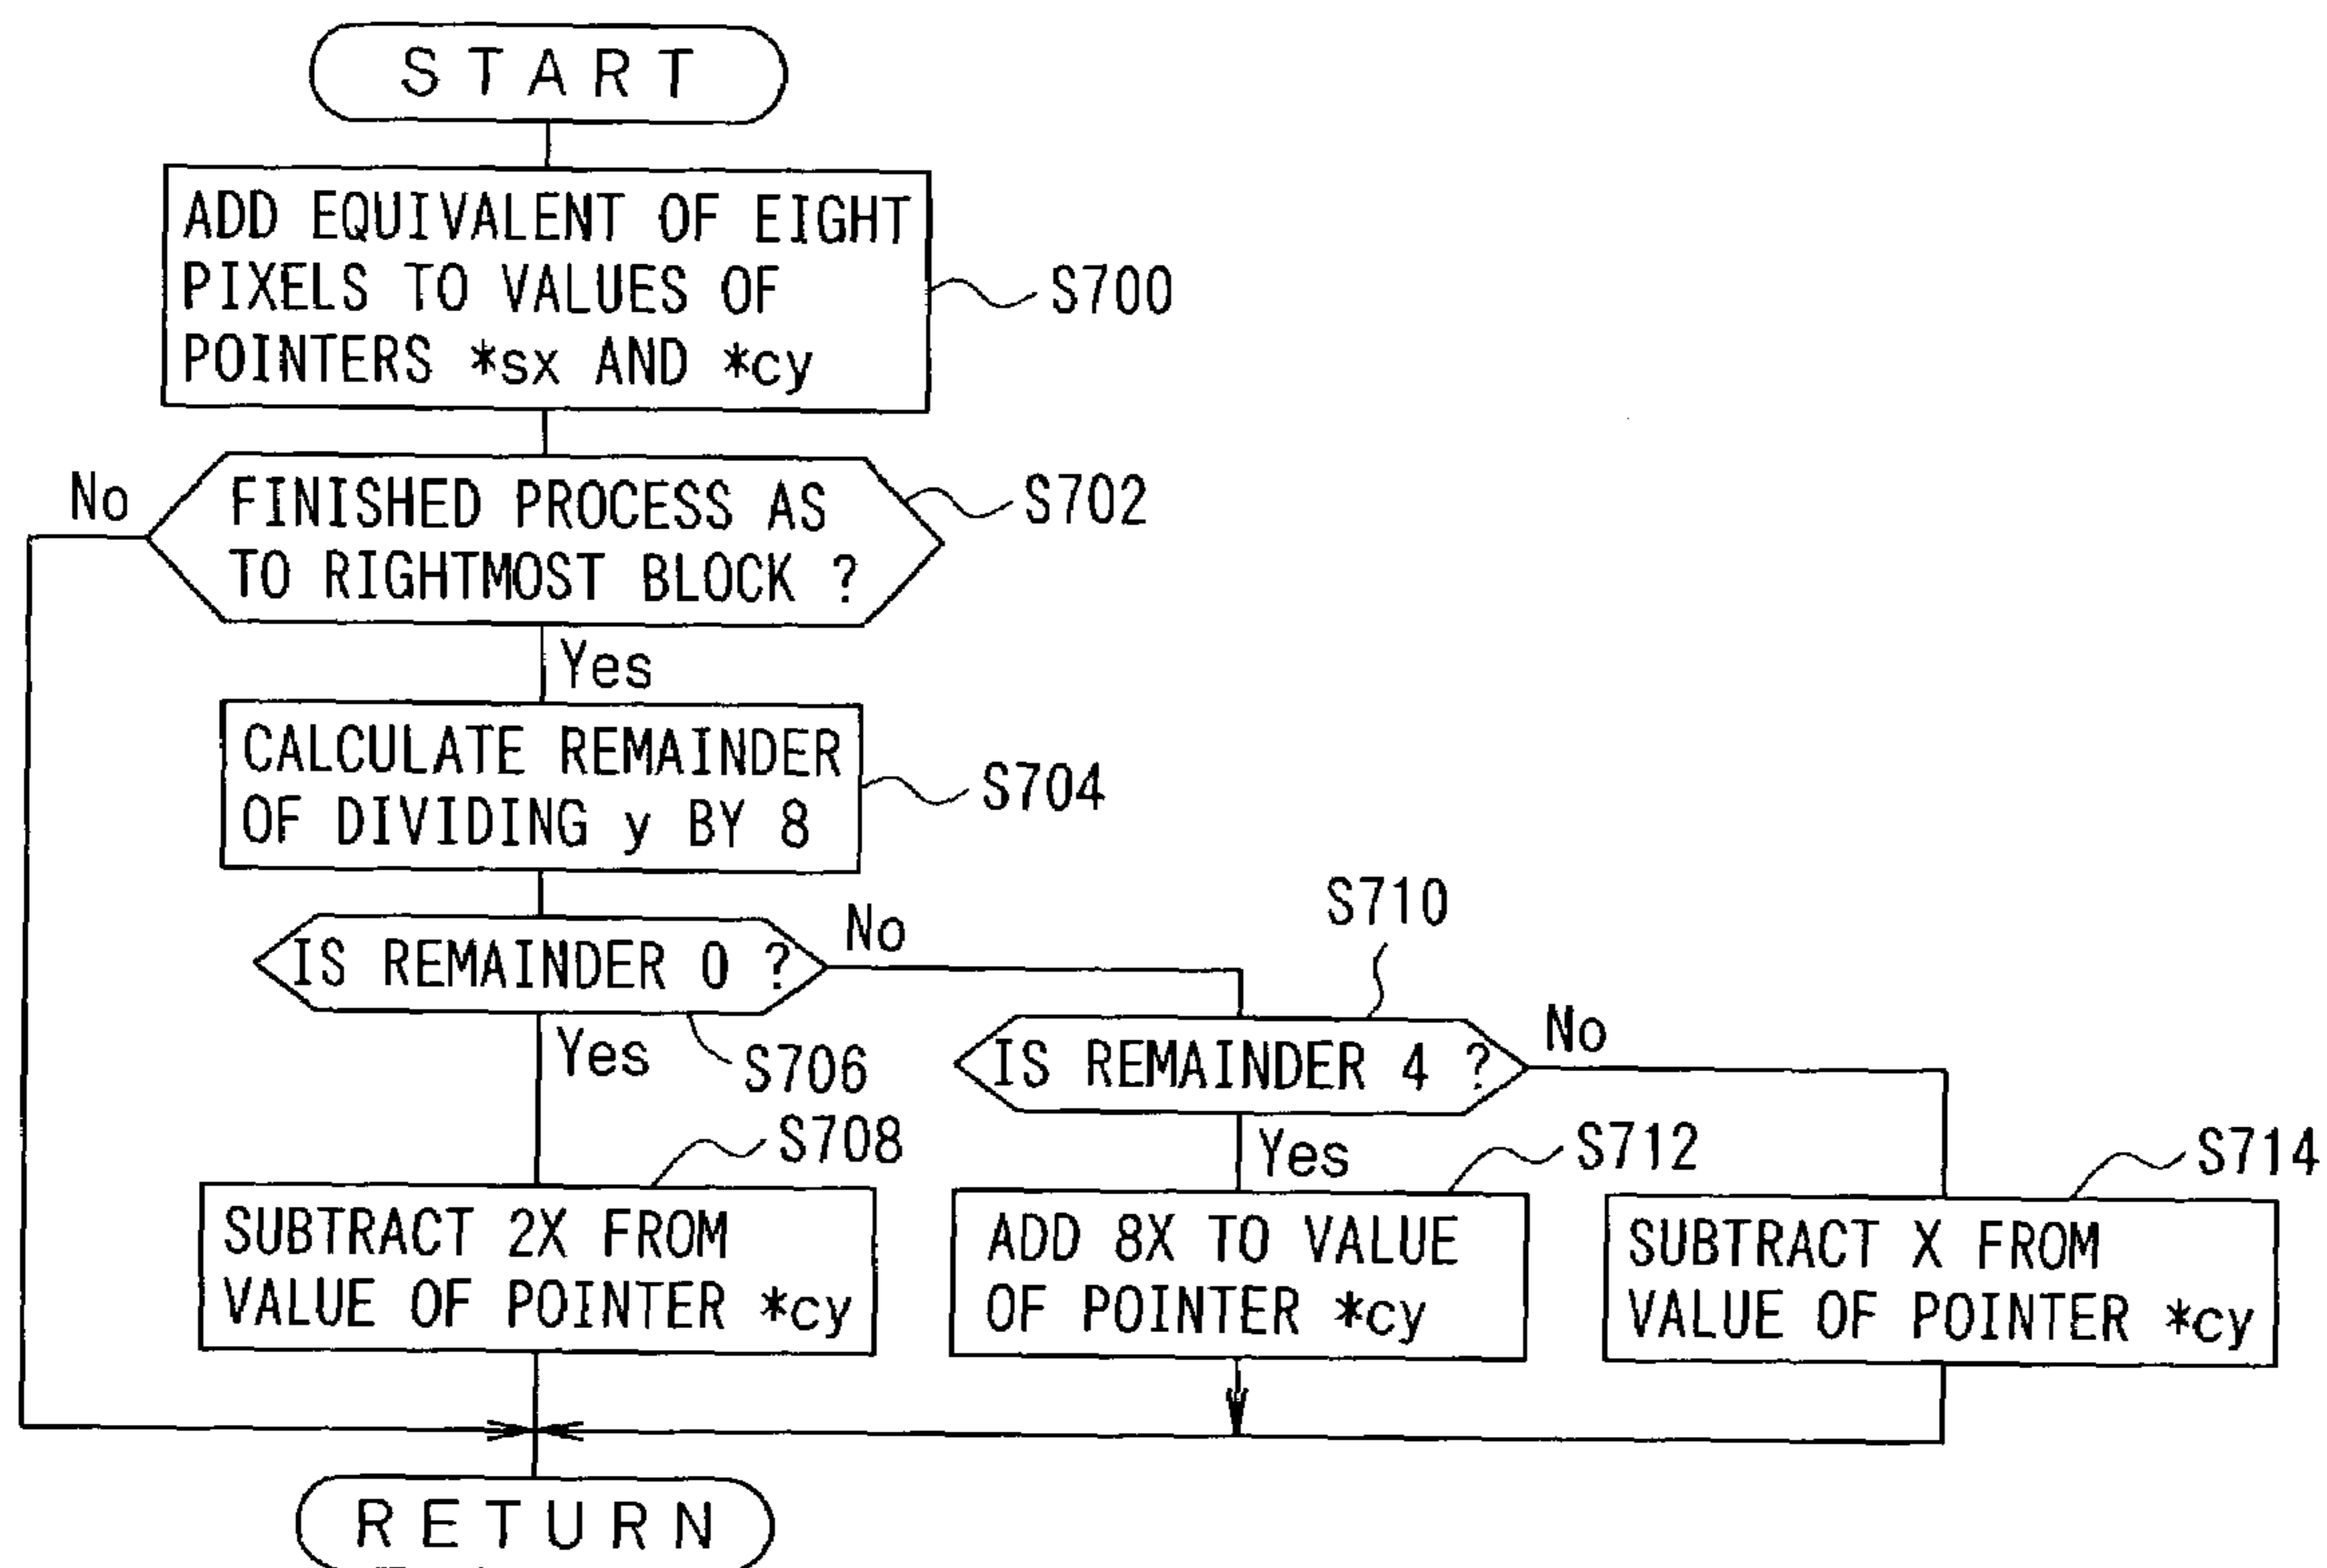 START
ADD EQUIVALENT OF EIGHT
PIXELS TO VALUES OF
POINTERS *sx AND *cy
S700
No
FINISHED PROCESS AS
TO RIGHTMOST BLOCK ?
S702
Yes
CALCULATE REMAINDER
OF DIVIDING y BY 8
S704
IS REMAINDER 0 ?
No
S706
Yes
S710
IS REMAINDER 4 ?
No
S708
SUBTRACT 2X FROM
VALUE OF POINTER *cy
Yes
S712
ADD 8X TO VALUE
OF POINTER *cy
S714
SUBTRACT X FROM
VALUE OF POINTER *cy
RETURN